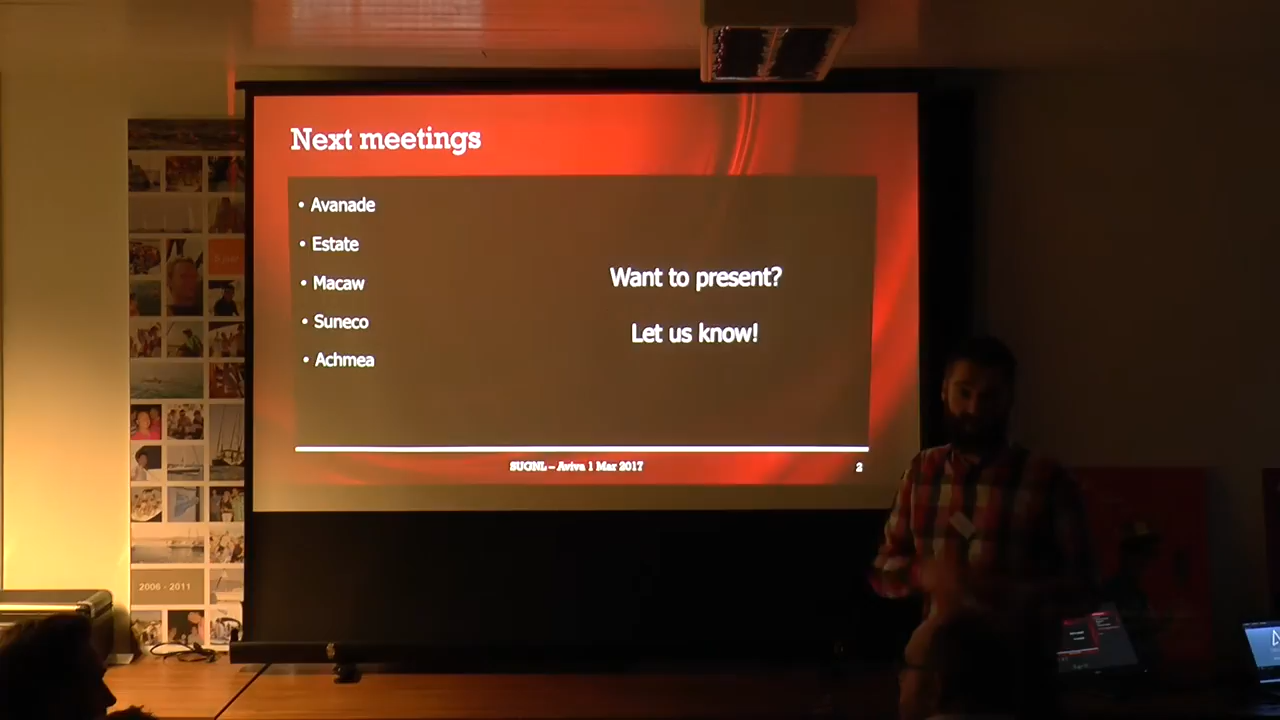 Next meetings
• Avanade
• Estate
• Macaw
• Suneco
• Achmea
Want to present?
Let us know!
SUGNL – Aviva 1 Mar 2017
2
2006 - 2011